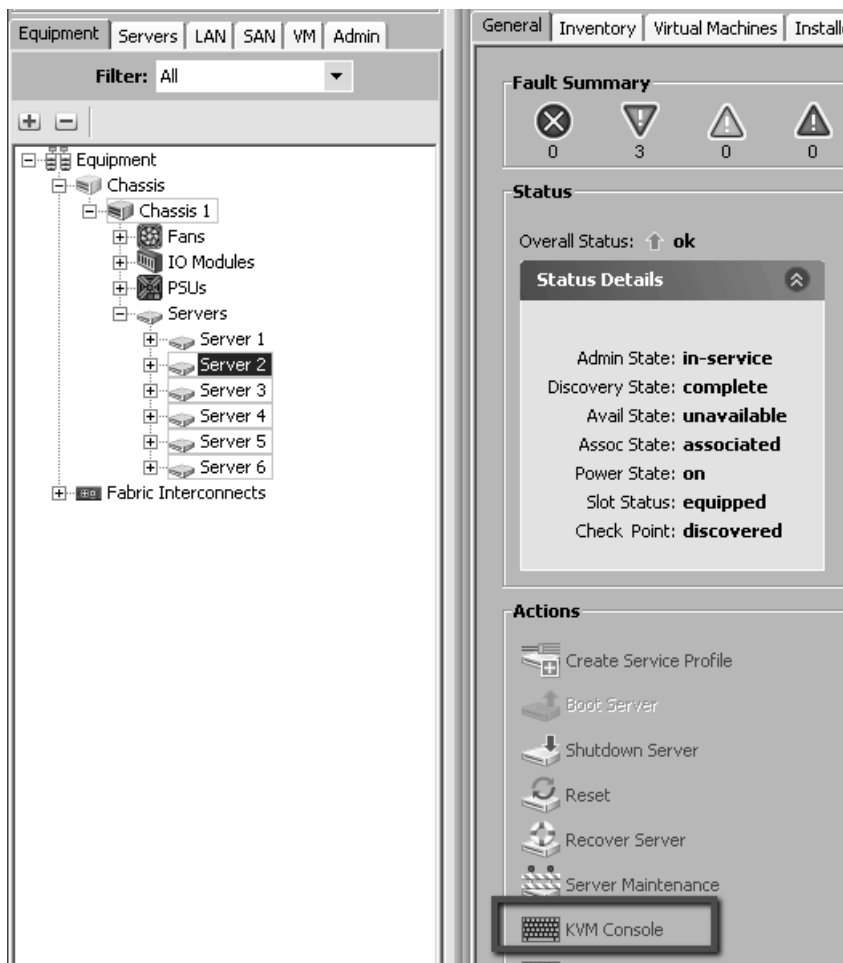 Equipment Servers LAN SAN VM Admin
Filter: All
Equipment
Chassis
Chassis 1
Fans
IO Modules
PSUs
Servers
Server 1
Server 2
Server 3
Server 4
Server 5
Server 6
Fabric Interconnects
General Inventory Virtual Machines Installe
Fault Summary
0 3 0 0
Status
Overall Status: ok
Status Details
Admin State: in-service
Discovery State: complete
Avail State: unavailable
Assoc State: associated
Power State: on
Slot Status: equipped
Check Point: discovered
Actions
Create Service Profile
Boot Server
Shutdown Server
Reset
Recover Server
Server Maintenance
KVM Console